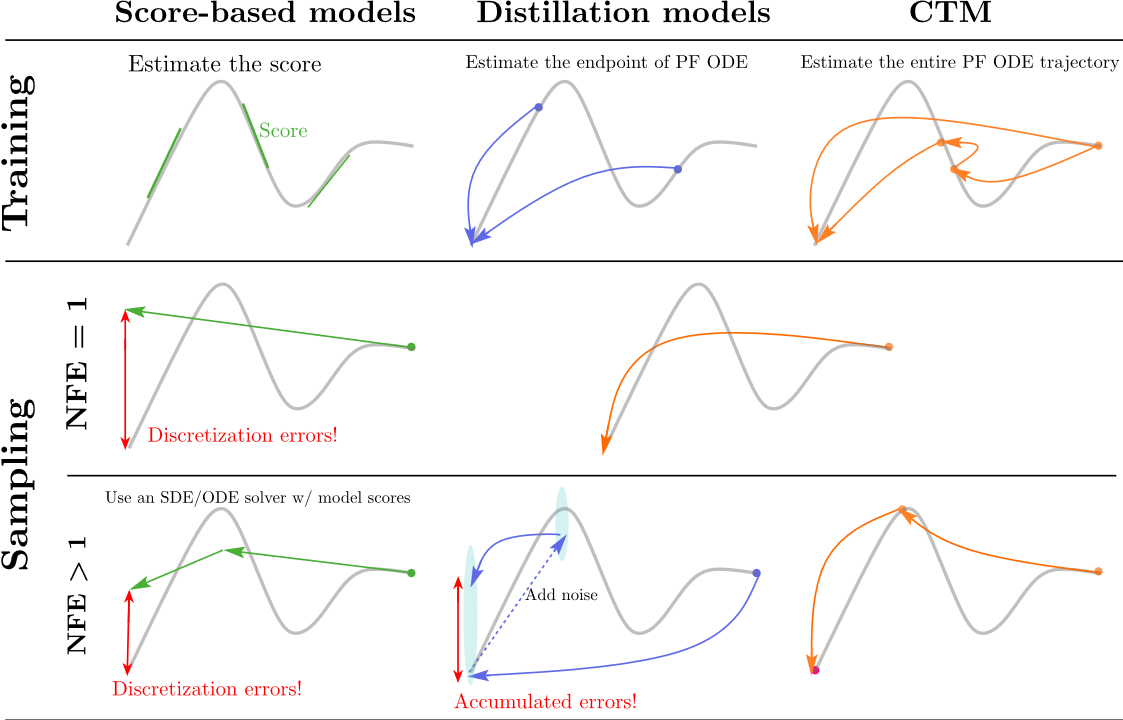 Score-based models
Distillation models
CTM
Training
Estimate the score
Estimate the endpoint of PF ODE
Estimate the entire PF ODE trajectory
Score
Sampling
NFE = 1
Discretization errors!
NFE > 1
Use an SDE/ODE solver w/ model scores
Add noise
Discretization errors!
Accumulated errors!